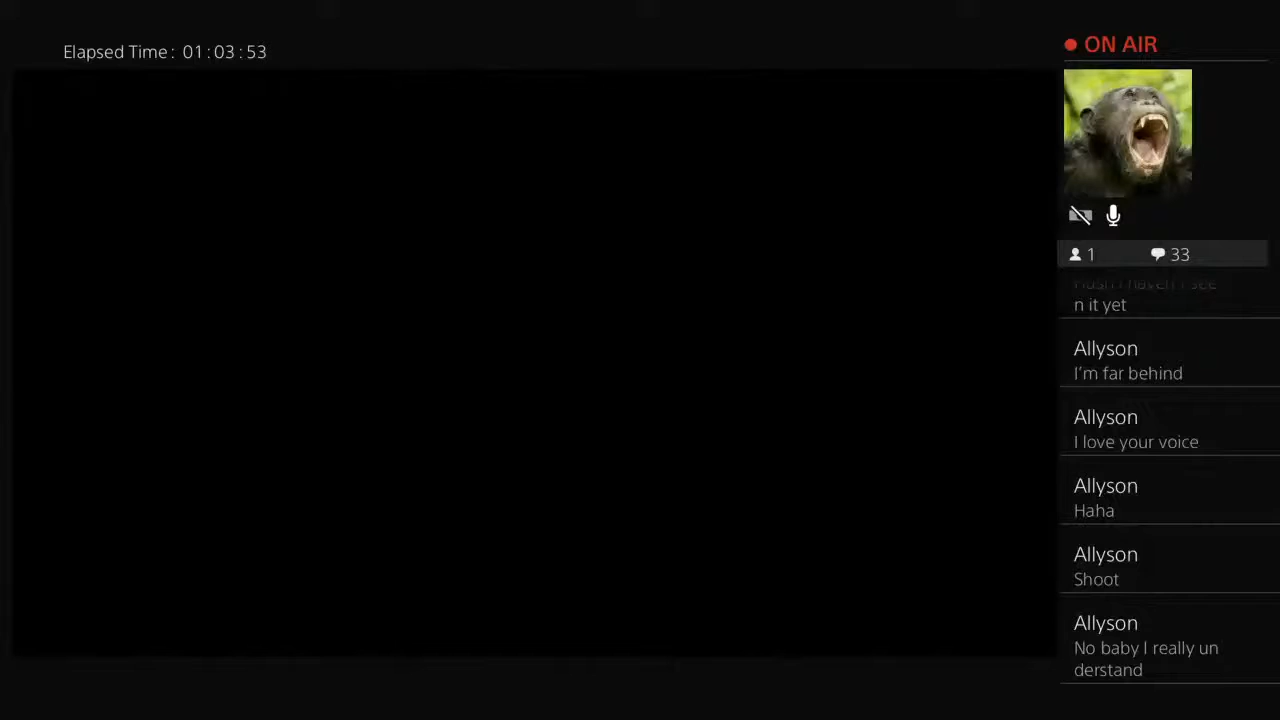 Elapsed Time: 01:03:53
ON AIR
1 33
n it yet
Allyson
I'm far behind
Allyson
I love your voice
Allyson
Haha
Allyson
Shoot
Allyson
No baby I really un
derstand